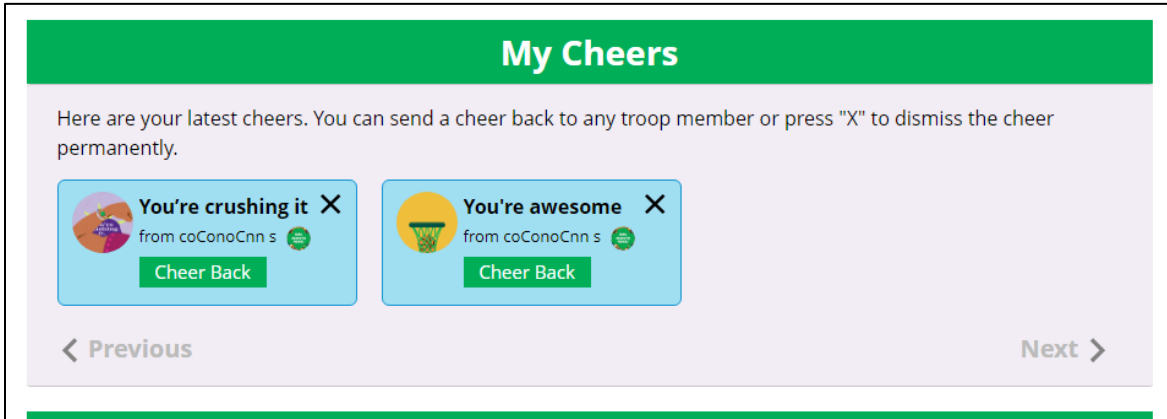 My Cheers
Here are your latest cheers. You can send a cheer back to any troop member or press "X" to dismiss the cheer
permanently.
You’re crushing it
from coConoCnn s
Cheer Back
You're awesome
from coConoCnn s
Cheer Back
Previous
Next